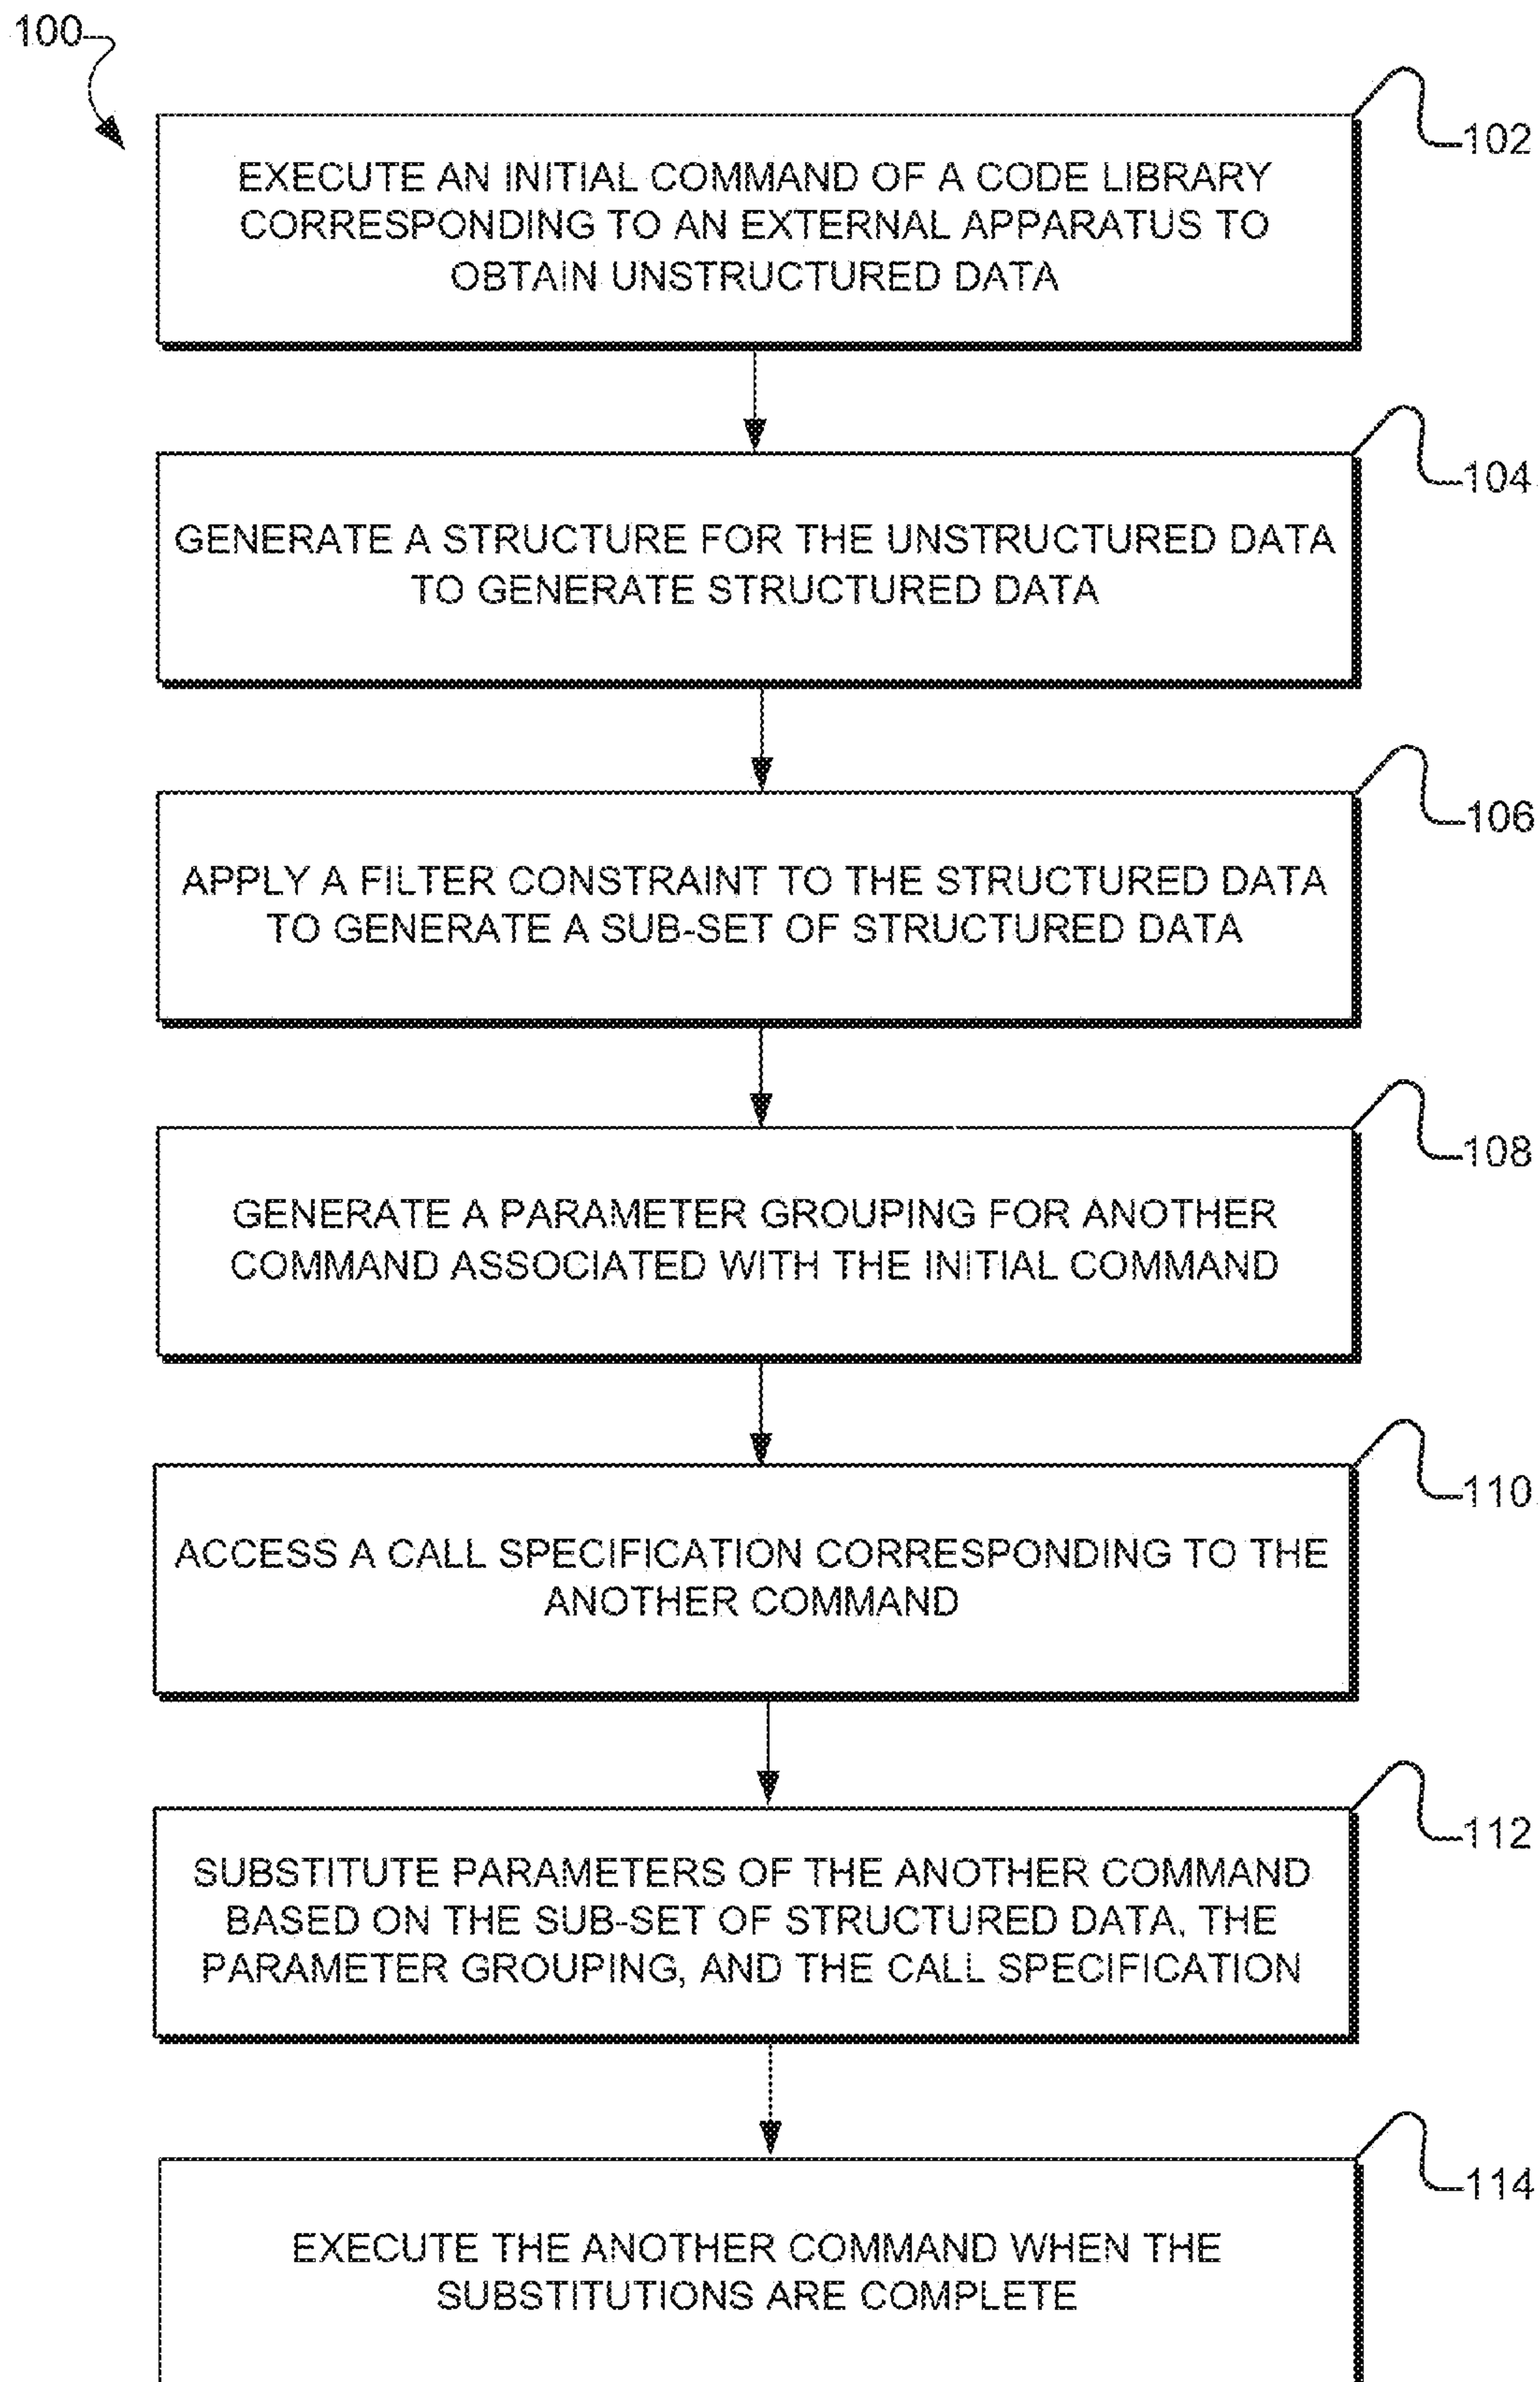 100
102
EXECUTE AN INITIAL COMMAND OF A CODE LIBRARY
CORRESPONDING TO AN EXTERNAL APPARATUS TO
OBTAIN UNSTRUCTURED DATA
104
GENERATE A STRUCTURE FOR THE UNSTRUCTURED DATA
TO GENERATE STRUCTURED DATA
106
APPLY A FILTER CONSTRAINT TO THE STRUCTURED DATA
TO GENERATE A SUB-SET OF STRUCTURED DATA
108
GENERATE A PARAMETER GROUPING FOR ANOTHER
COMMAND ASSOCIATED WITH THE INITIAL COMMAND
110
ACCESS A CALL SPECIFICATION CORRESPONDING TO THE
ANOTHER COMMAND
112
SUBSTITUTE PARAMETERS OF THE ANOTHER COMMAND
BASED ON THE SUB-SET OF STRUCTURED DATA, THE
PARAMETER GROUPING, AND THE CALL SPECIFICATION
114
EXECUTE THE ANOTHER COMMAND WHEN THE
SUBSTITUTIONS ARE COMPLETE